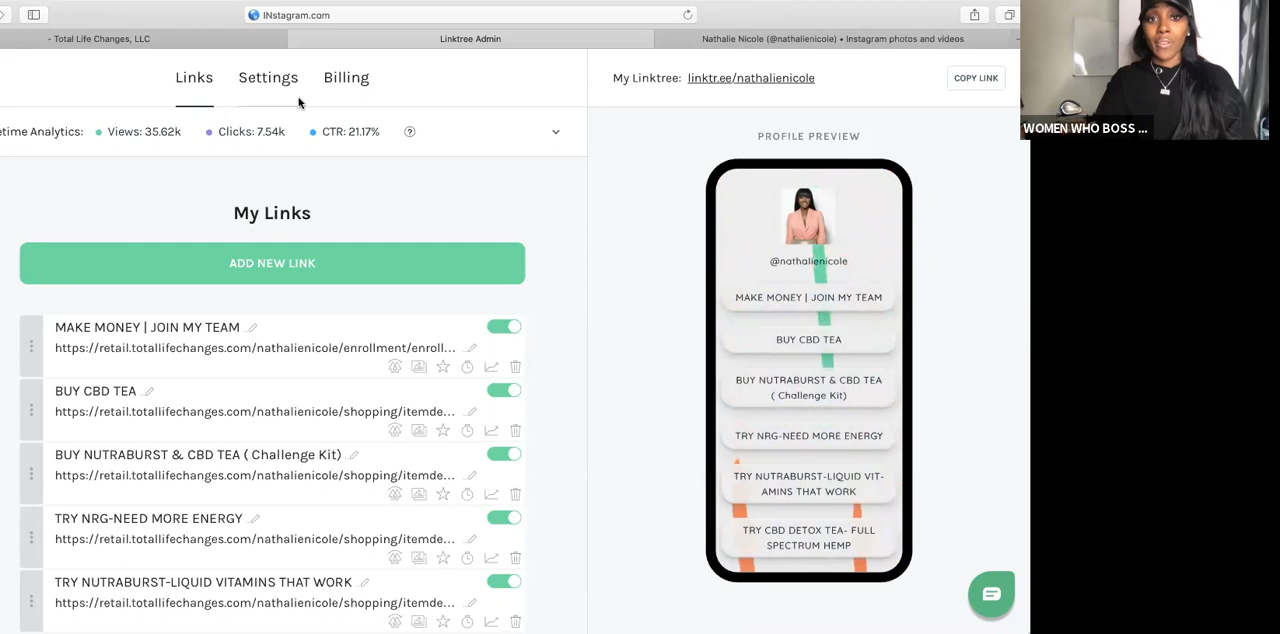 INstagram.com
- Total Life Changes, LLC
Linktree Admin
Nathalie Nicole (@nathalienicole) • Instagram photos and videos
WOMEN WHO BOSS ...
Links
Settings
Billing
My Linktree: linktr.ee/nathalienicole
COPY LINK
etime Analytics:
Views: 35.62k
Clicks: 7.54k
CTR: 21.17%
?
My Links
ADD NEW LINK
MAKE MONEY | JOIN MY TEAM
https://retail.totallifechanges.com/nathalienicole/enrollment/enroll...
BUY CBD TEA
https://retail.totallifechanges.com/nathalienicole/shopping/itemde...
BUY NUTRABURST & CBD TEA ( Challenge Kit)
https://retail.totallifechanges.com/nathalienicole/shopping/itemde...
TRY NRG-NEED MORE ENERGY
https://retail.totallifechanges.com/nathalienicole/shopping/itemde...
TRY NUTRABURST-LIQUID VITAMINS THAT WORK
https://retail.totallifechanges.com/nathalienicole/shopping/itemde...
PROFILE PREVIEW
@nathalienicole
MAKE MONEY | JOIN MY TEAM
BUY CBD TEA
BUY NUTRABURST & CBD TEA
( Challenge Kit)
TRY NRG-NEED MORE ENERGY
TRY NUTRABURST-LIQUID VIT-
AMINS THAT WORK
TRY CBD DETOX TEA- FULL
SPECTRUM HEMP